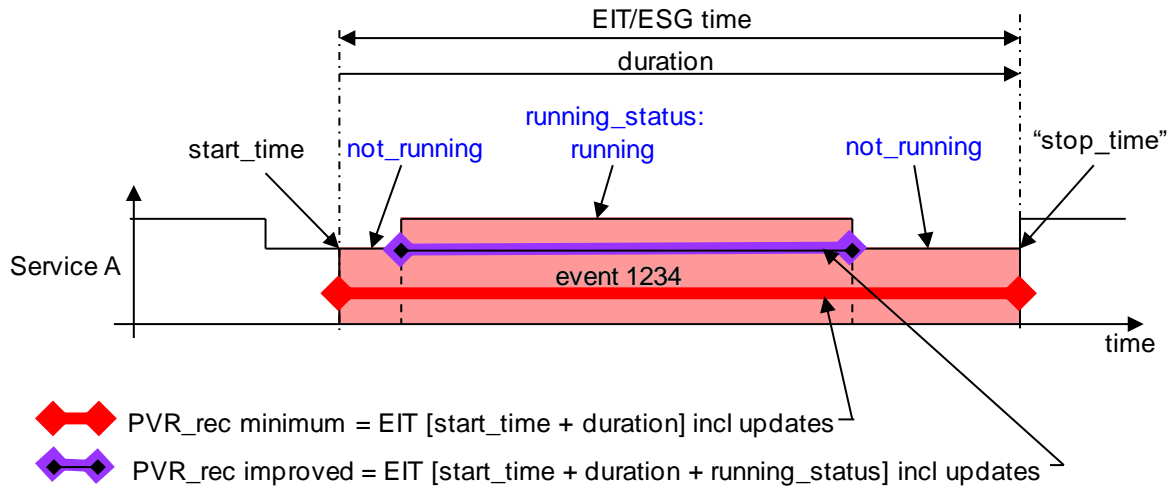 EIT/ESG time
duration
running_status:
running
start_time
not_running
not_running
“stop_time”
Service A
event 1234
time
PVR_rec minimum = EIT [start_time + duration] incl updates
PVR_rec improved = EIT [start_time + duration + running_status] incl updates